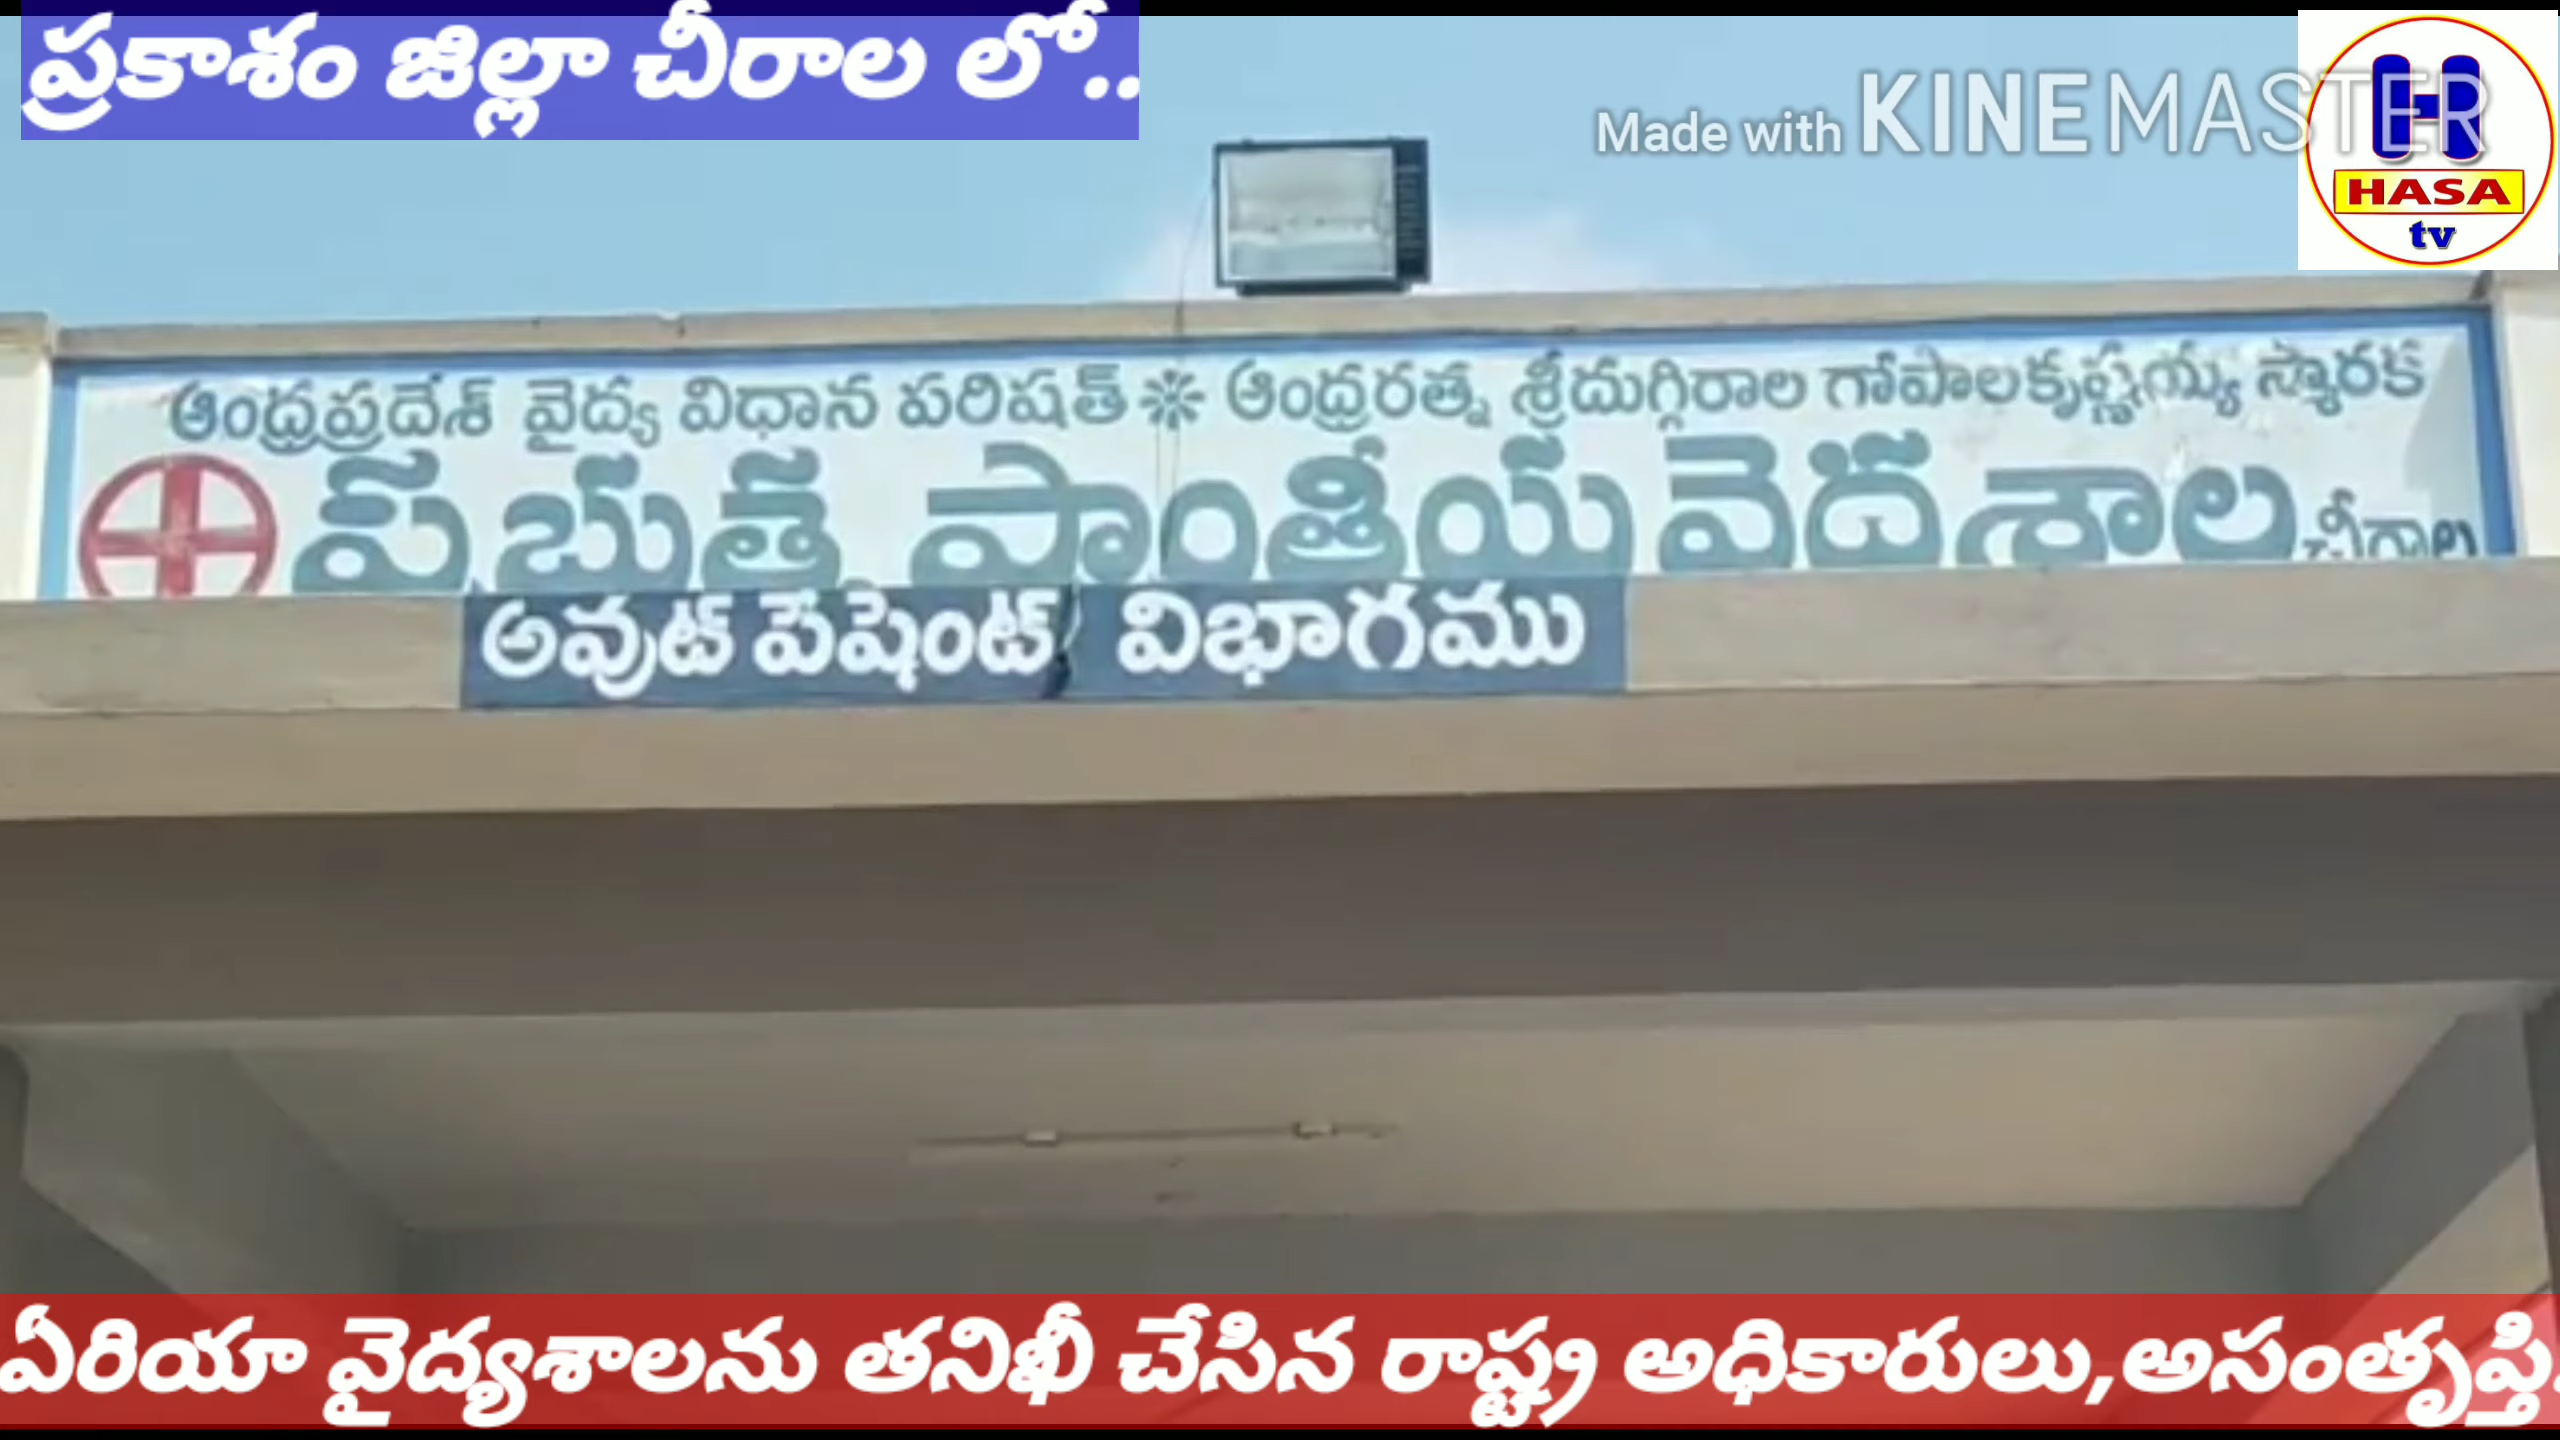 ప్రకాశం జిల్లా చీరాల లో..
Made with KINEMASTER
H
HASA
tv
ఆంధ్రప్రదేశ్ వైద్య విధాన పరిషత్ ❋ ఆంధ్రరత్న శ్రీదుగ్గిరాల గోపాలకృష్ణయ్య స్మారక
ప్రభుత్వ ప్రాంతీయ వైద్యశాల చీరాల
అవుట్ పేషెంట్ విభాగము
ఏరియా వైద్యశాలను తనిఖీ చేసిన రాష్ట్ర అధికారులు,అసంతృప్తి.